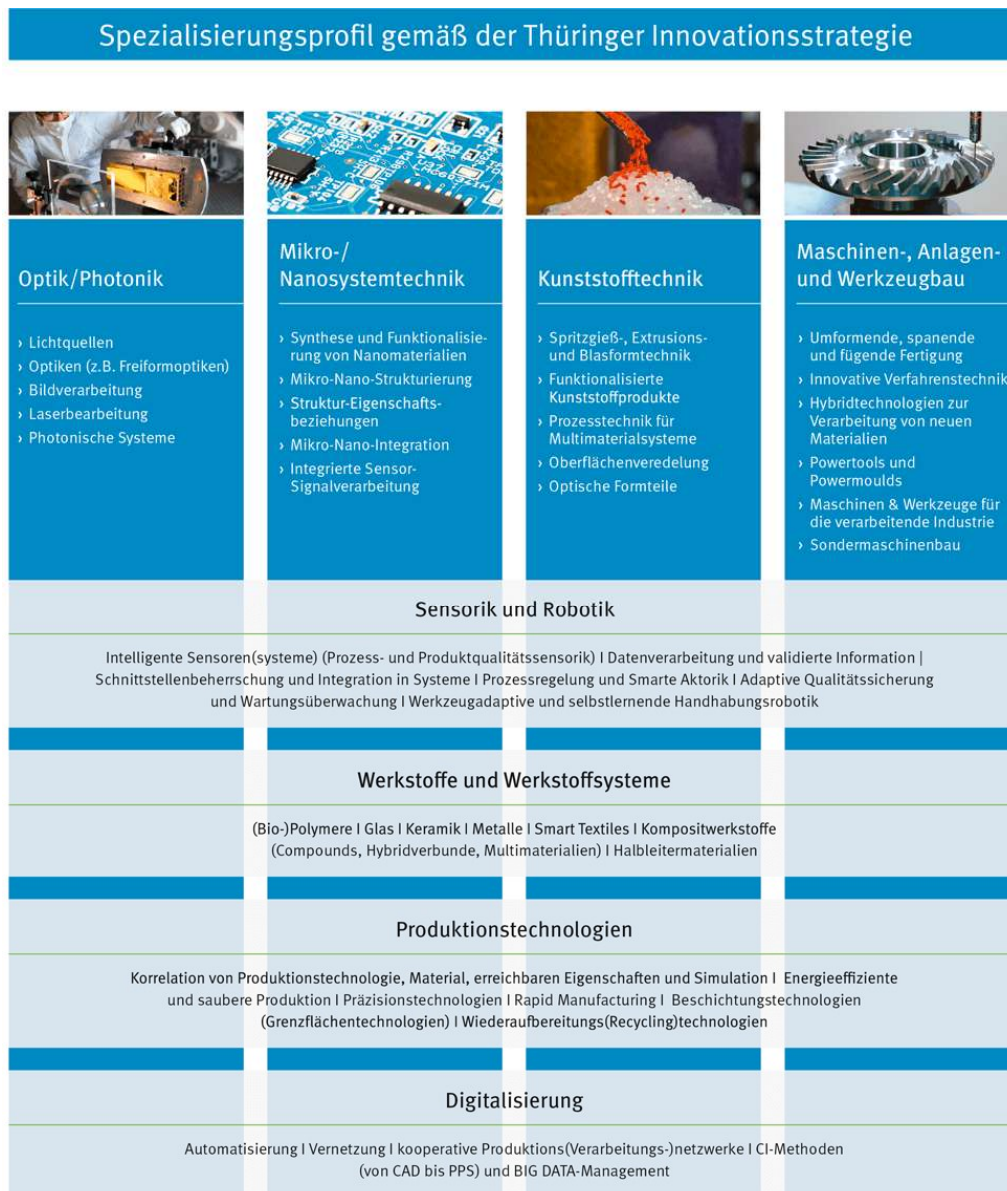 Spezialisierungsprofil gemäß der Thüringer Innovationsstrategie
Optik/Photonik
› Lichtquellen
› Optiken (z.B. Freiformoptiken)
› Bildverarbeitung
› Laserbearbeitung
› Photonische Systeme
Mikro-/
Nanosystemtechnik
› Synthese und Funktionalisie-
rung von Nanomaterialien
› Mikro-Nano-Strukturierung
› Struktur-Eigenschafts-
beziehungen
› Mikro-Nano-Integration
› Integrierte Sensor-
Signalverarbeitung
Kunststofftechnik
› Spritzgieß-, Extrusions-
und Blasformtechnik
› Funktionalisierte
Kunststoffprodukte
› Prozesstechnik für
Multimaterialsysteme
› Oberflächenveredelung
› Optische Formteile
Maschinen-, Anlagen-
und Werkzeugbau
› Umformende, spanende
und fügende Fertigung
› Innovative Verfahrenstechnik
› Hybridtechnologien zur
Verarbeitung von neuen
Materialien
› Powertools und
Powermoulds
› Maschinen & Werkzeuge für
die verarbeitende Industrie
› Sondermaschinenbau
Sensorik und Robotik
Intelligente Sensoren(systeme) (Prozess- und Produktqualitätssensorik) I Datenverarbeitung und validierte Information |
Schnittstellenbeherrschung und Integration in Systeme I Prozessregelung und Smarte Aktorik I Adaptive Qualitätssicherung
und Wartungsüberwachung I Werkzeugadaptive und selbstlernende Handhabungsrobotik
Werkstoffe und Werkstoffsysteme
(Bio-)Polymere I Glas I Keramik I Metalle I Smart Textiles I Kompositwerkstoffe
(Compounds, Hybridverbunde, Multimaterialien) I Halbleitermaterialien
Produktionstechnologien
Korrelation von Produktionstechnologie, Material, erreichbaren Eigenschaften und Simulation I Energieeffiziente
und saubere Produktion I Präzisionstechnologien I Rapid Manufacturing I Beschichtungstechnologien
(Grenzflächentechnologien) I Wiederaufbereitungs(Recycling)technologien
Digitalisierung
Automatisierung I Vernetzung I kooperative Produktions(Verarbeitungs-)netzwerke I CI-Methoden
(von CAD bis PPS) und BIG DATA-Management